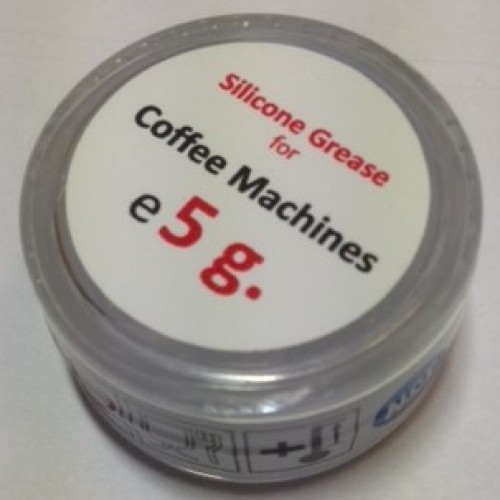 Silicone Grease
for
Coffee Machines
e 5 g.